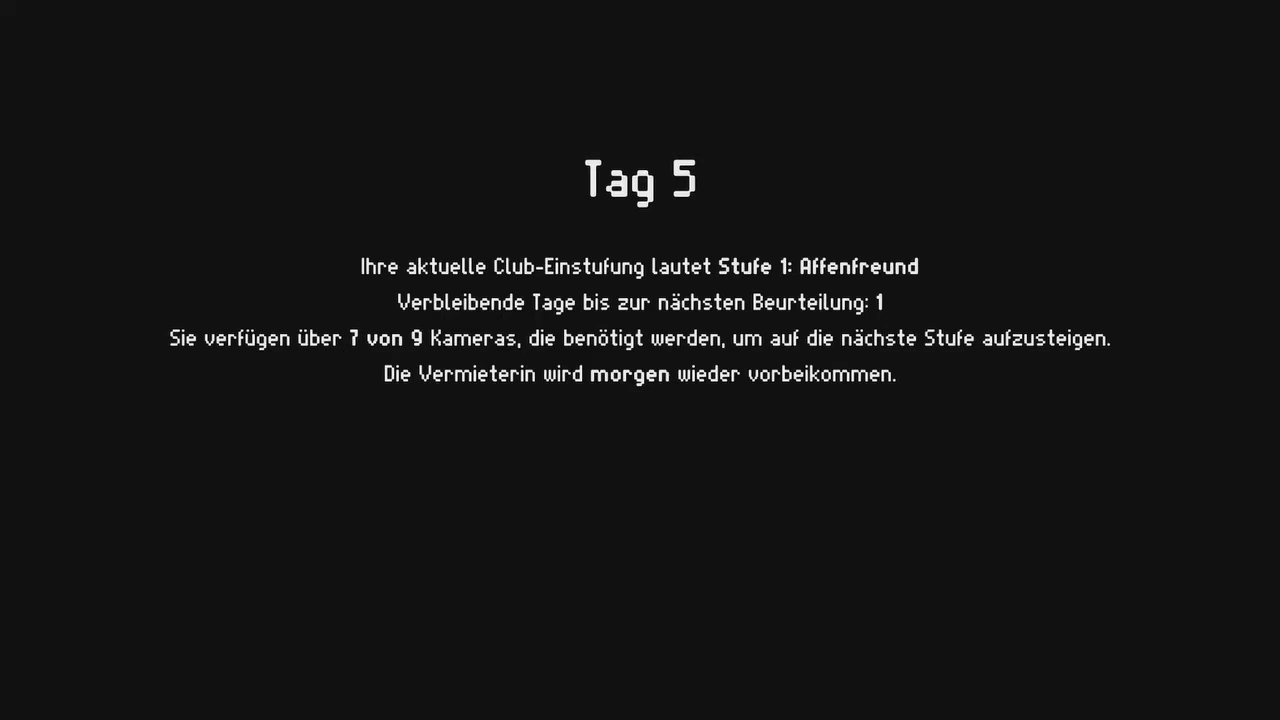 Tag 5
Ihre aktuelle Club-Einstufung lautet Stufe 1: Affenfreund
Verbleibende Tage bis zur nächsten Beurteilung: 1
Sie verfügen über 7 von 9 Kameras, die benötigt werden, um auf die nächste Stufe aufzusteigen.
Die Vermieterin wird morgen wieder vorbeikommen.